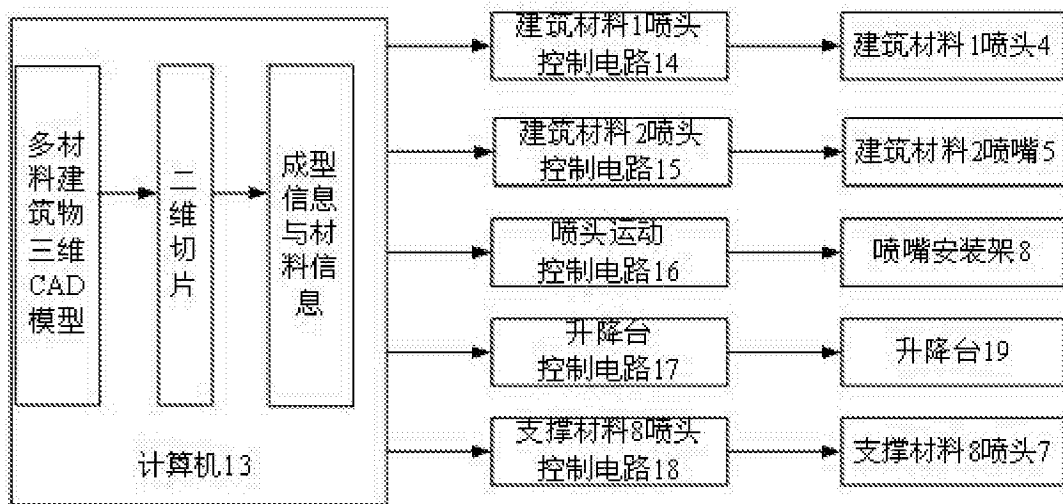 多材
料建
筑物
三维
CAD
模型
二
维
切
片
成型
信息
与材
料信
息
计算机13
建筑材料1喷头
控制电路14
建筑材料1喷头4
建筑材料2喷头
控制电路15
建筑材料2喷嘴5
喷头运动
控制电路16
喷嘴安装架8
升降台
控制电路17
升降台19
支撑材料8喷头
控制电路18
支撑材料8喷头7